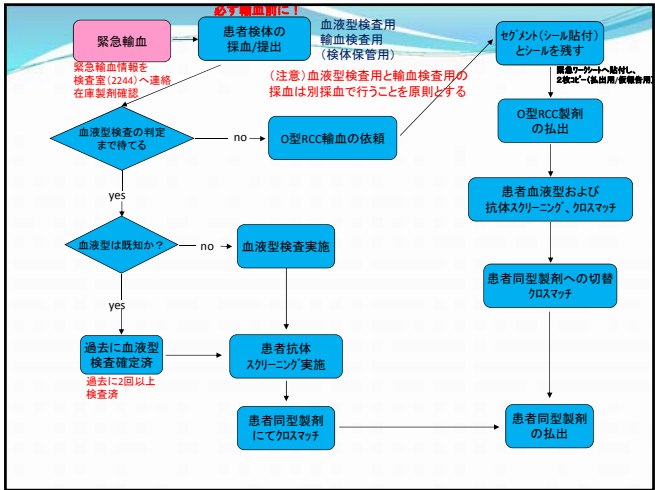 必ず輸血前に！
緊急輸血
患者検体の
採血/提出
血液型検査用
輸血検査用
(検体保管用)
緊急輸血情報を
検査室(2244)へ連絡
在庫製剤確認
(注意)血液型検査用と輸血検査用の
採血は別採血で行うことを原則とする
セグメント(シール貼付)
とシールを残す
緊急ワークシートへ貼付し、
2枚コピー(払出用/仮報告用)
血液型検査の判定
まで待てる
no
O型RCC輸血の依頼
O型RCC製剤
の払出
yes
患者血液型および
抗体スクリーニング、クロスマッチ
血液型は既知か？
no
血液型検査実施
患者同型製剤への切替
クロスマッチ
yes
過去に血液型
検査確定済
過去に2回以上
検査済
患者抗体
スクリーニング実施
患者同型製剤
にてクロスマッチ
患者同型製剤
の払出